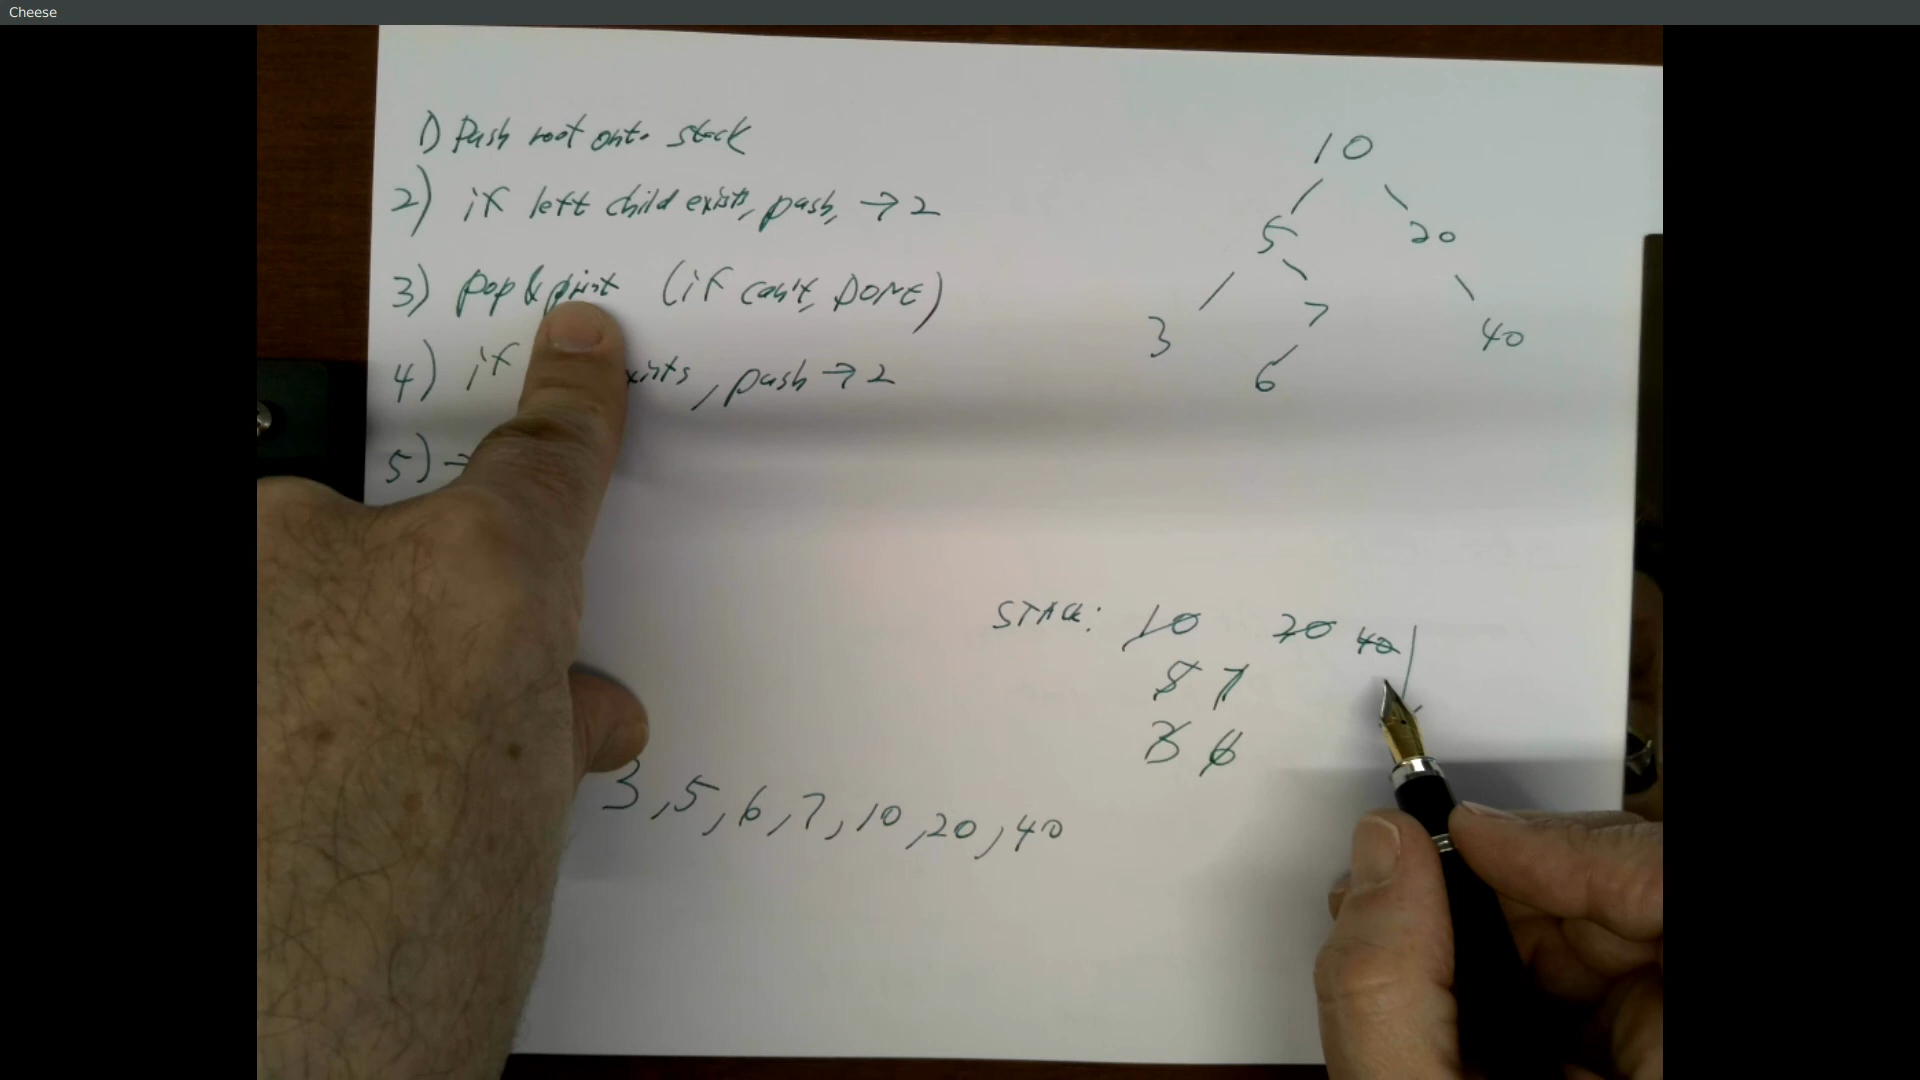 Cheese
1) Push root onto stack
2) if left child exists, push, → 2
3) pop & print (if can't, DONE)
4) if xists, push → 2
5) →
10
5 20
3 7 40
6
STACK: 10 20 40
5 7
3 6
3, 5, 6, 7, 10, 20, 40